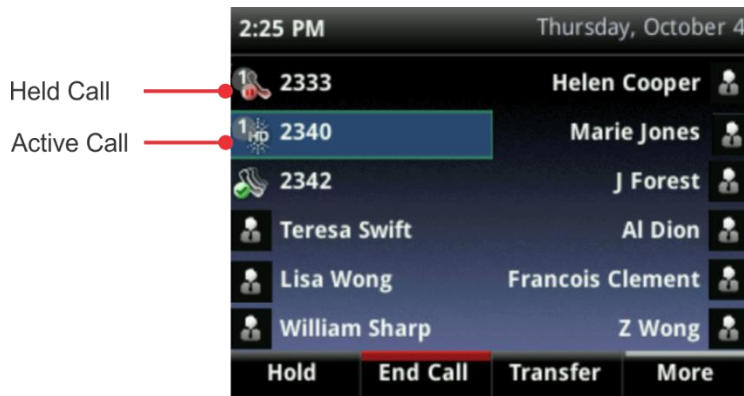 2:25 PM Thursday, October 4
Held Call 1 2333 Helen Cooper
Active Call 1 HD 2340 Marie Jones
2342 J Forest
Teresa Swift Al Dion
Lisa Wong Francois Clement
William Sharp Z Wong
Hold End Call Transfer More